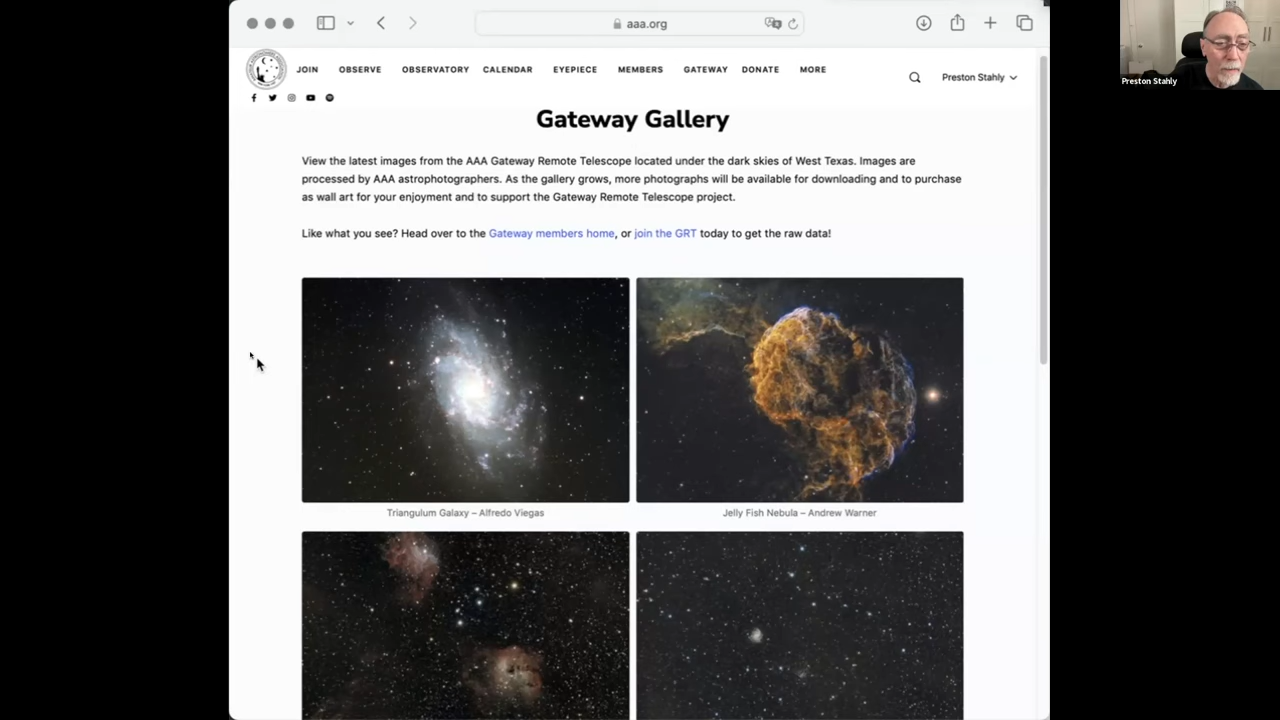 aaa.org
JOIN OBSERVE OBSERVATORY CALENDAR EYEPIECE MEMBERS GATEWAY DONATE MORE
Preston Stahly
Gateway Gallery
View the latest images from the AAA Gateway Remote Telescope located under the dark skies of West Texas. Images are
processed by AAA astrophotographers. As the gallery grows, more photographs will be available for downloading and to purchase
as wall art for your enjoyment and to support the Gateway Remote Telescope project.
Like what you see? Head over to the Gateway members home, or join the GRT today to get the raw data!
Triangulum Galaxy – Alfredo Viegas
Jelly Fish Nebula – Andrew Warner
Preston Stahly